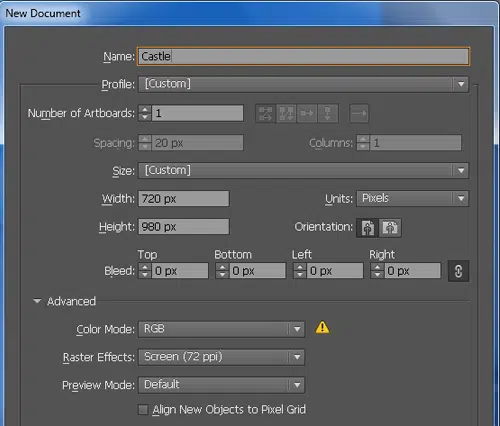 New Document
Name: Castle
Profile: [Custom]
Number of Artboards: 1
Spacing: 20 px Columns: 1
Size: [Custom]
Width: 720 px Units: Pixels
Height: 980 px Orientation:
Top Bottom Left Right
Bleed: 0 px 0 px 0 px 0 px
Advanced
Color Mode: RGB
Raster Effects: Screen (72 ppi)
Preview Mode: Default
Align New Objects to Pixel Grid